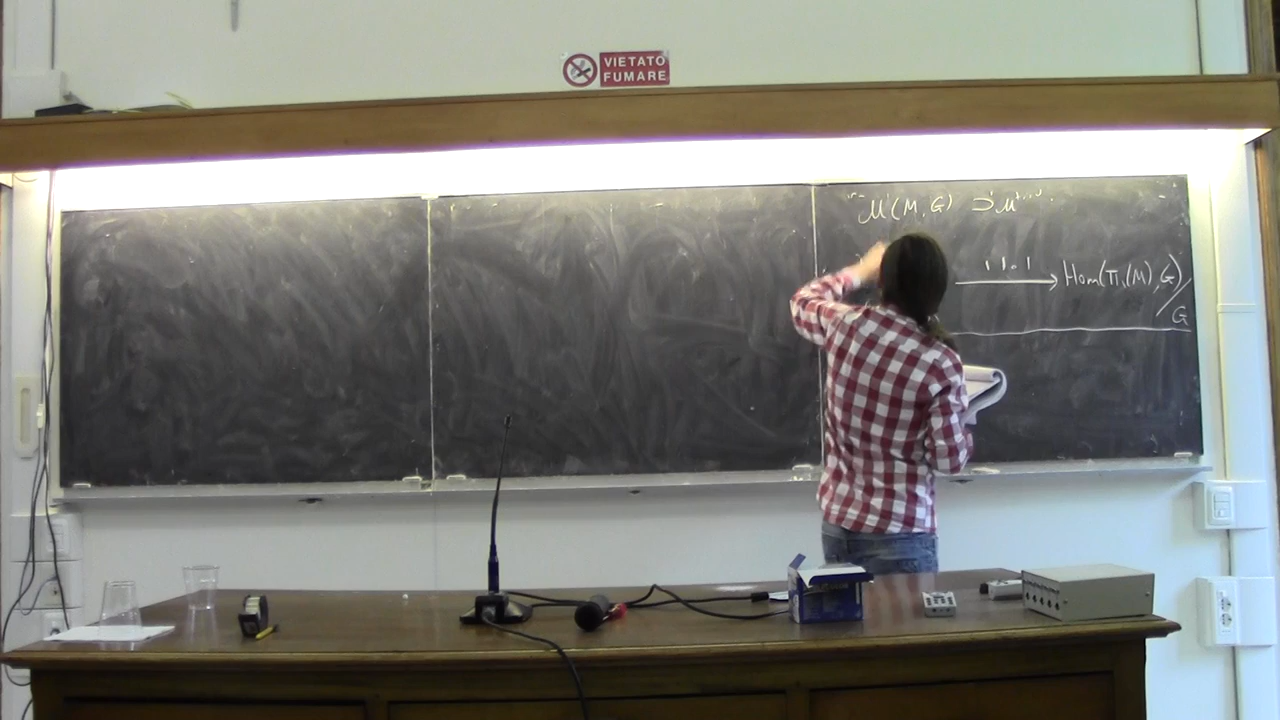 VIETATO
FUMARE
M'(M, G) ⊃ M
Hom(π₁(M), G)/G